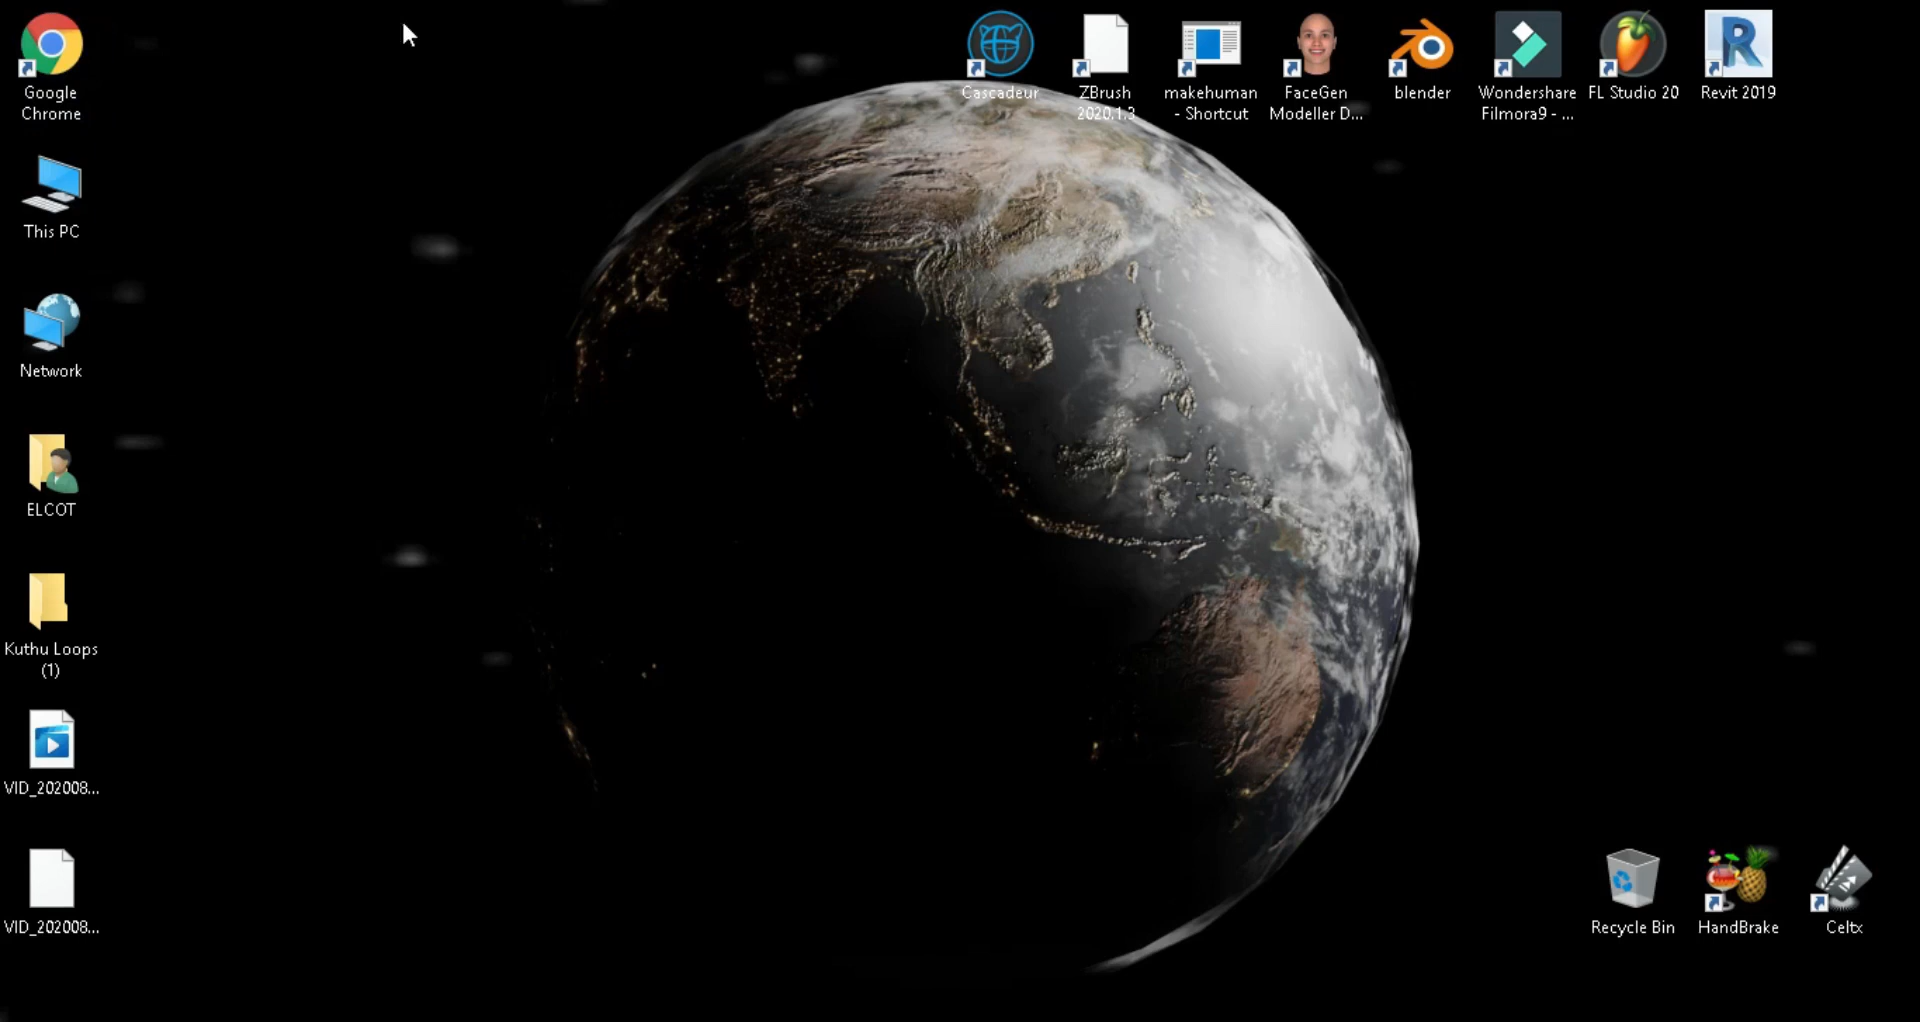 Google
Chrome
This PC
Network
ELCOT
Kuthu Loops
(1)
VID_202008...
VID_202008...
Cascadeur
ZBrush
2020.1.3
makehuman
- Shortcut
FaceGen
Modeller D...
blender
Wondershare
Filmora9 - ...
FL Studio 20
Revit 2019
Recycle Bin
HandBrake
Celtx